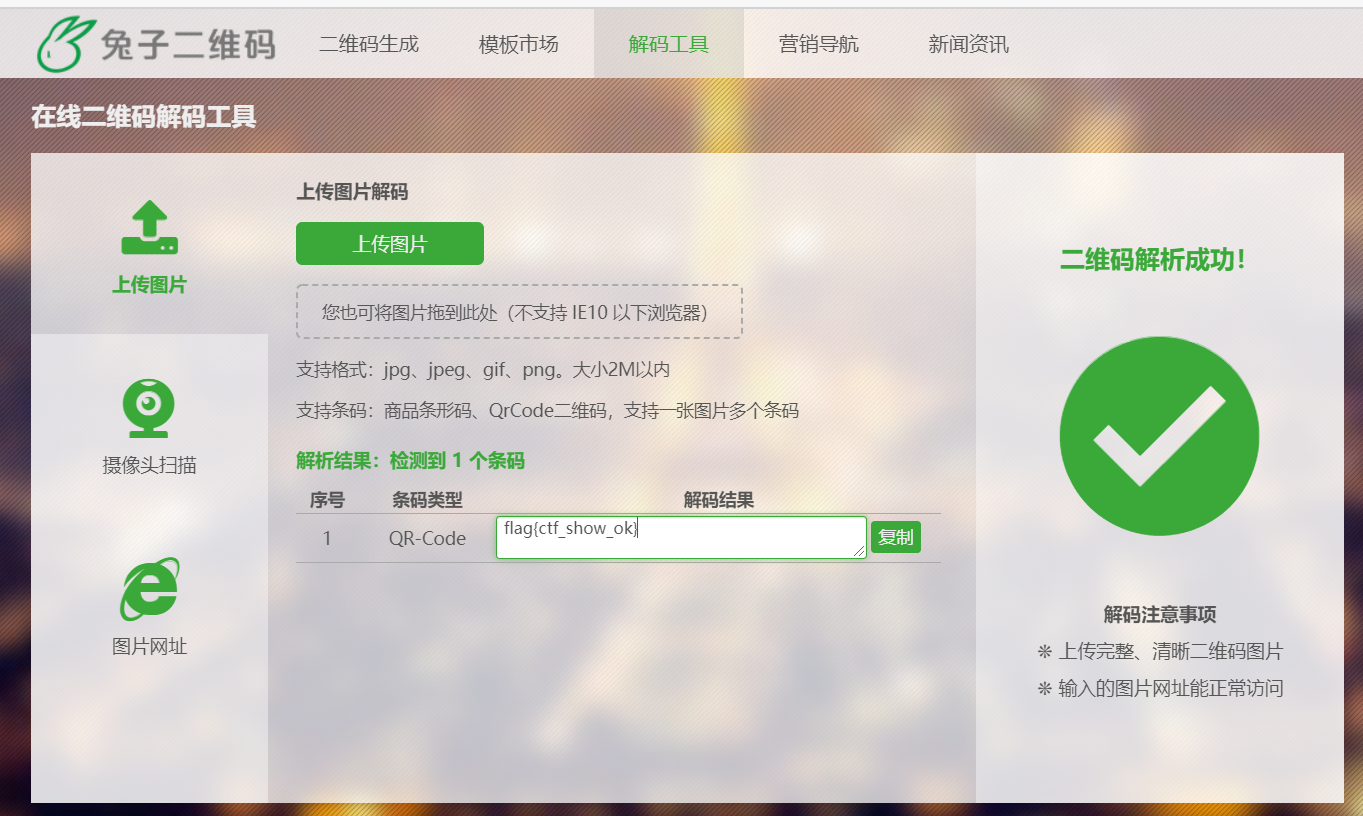 兔子二维码
二维码生成 模板市场 解码工具 营销导航 新闻资讯
在线二维码解码工具
上传图片
摄像头扫描
图片网址
上传图片解码
上传图片
您也可将图片拖到此处（不支持 IE10 以下浏览器）
支持格式：jpg、jpeg、gif、png。大小2M以内
支持条码：商品条形码、QrCode二维码，支持一张图片多个条码
解析结果：检测到 1 个条码
序号 条码类型 解码结果
1 QR-Code flag{ctf_show_ok} 复制
二维码解析成功！
解码注意事项
❊ 上传完整、清晰二维码图片
❊ 输入的图片网址能正常访问